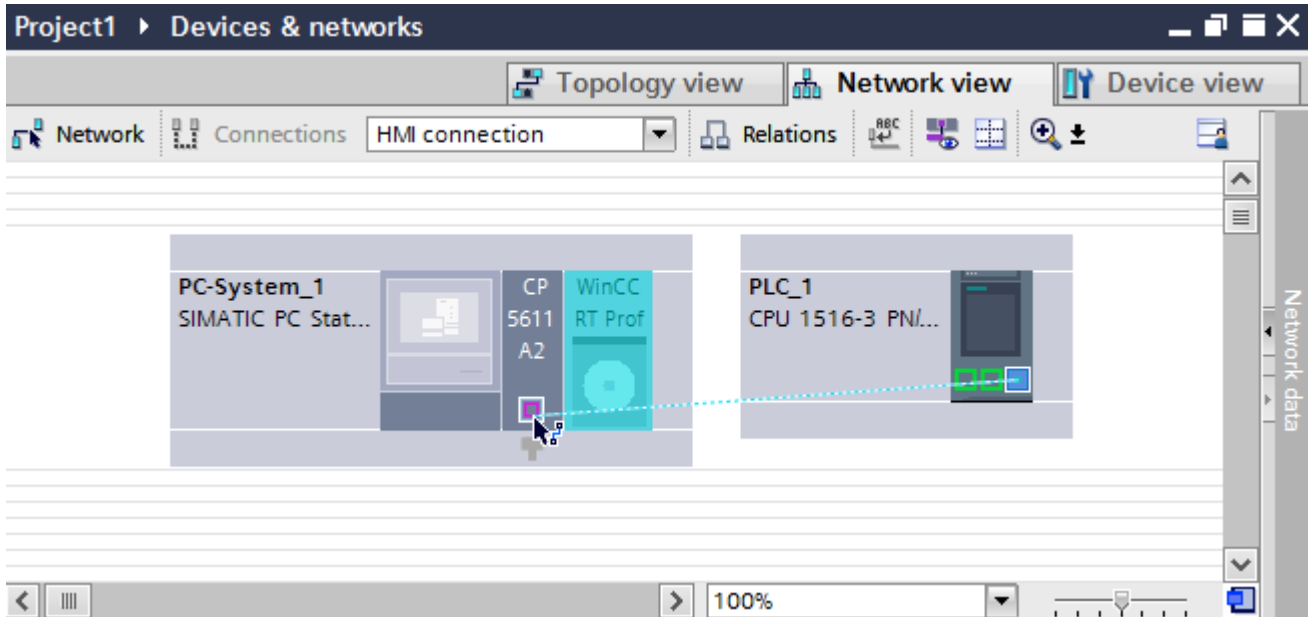 Project1 ▸ Devices & networks
Topology view
Network view
Device view
Network
Connections
HMI connection
Relations
ABC
PC-System_1
SIMATIC PC Stat...
CP
5611
A2
WinCC
RT Prof
PLC_1
CPU 1516-3 PN/...
Network data
100%